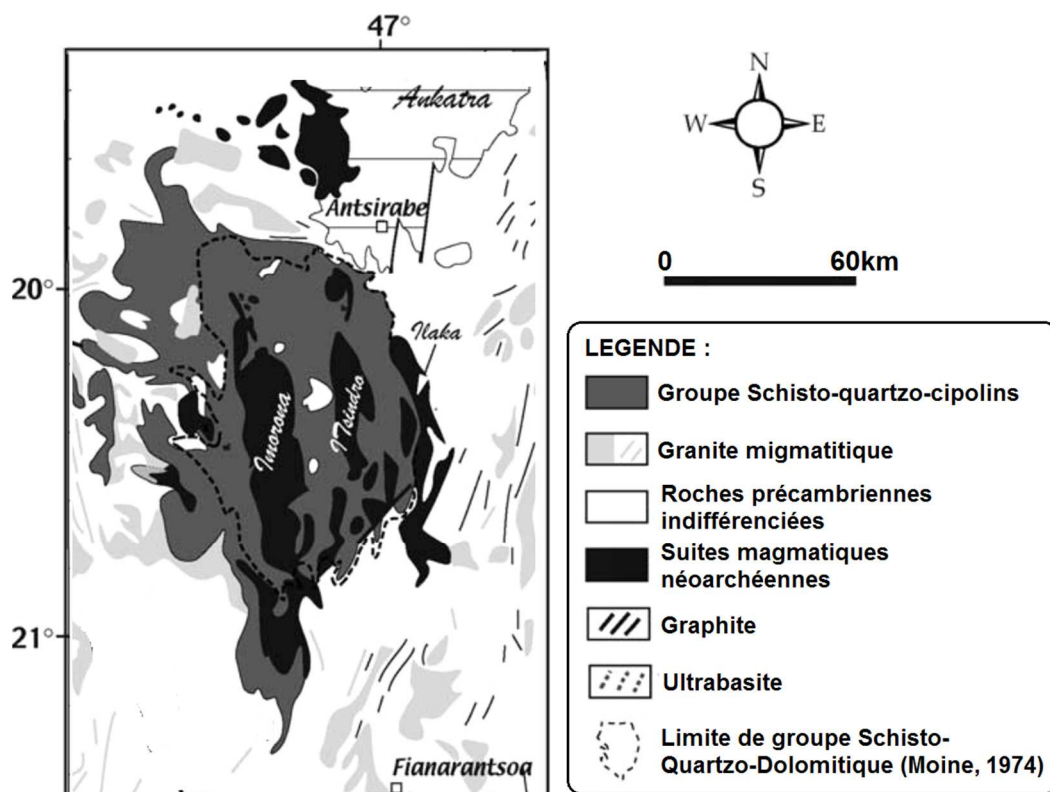 47°
Ankatra
Antsirabe
20°
Ilaka
Imorona
I'Tsindro
21°
Fianarantsoa
N
W E
S
0 60km
LEGENDE :
Groupe Schisto-quartzo-cipolins
Granite migmatitique
Roches précambriennes
indifférenciées
Suites magmatiques
néoarchéennes
Graphite
Ultrabasite
Limite de groupe Schisto-
Quartzo-Dolomitique (Moine, 1974)